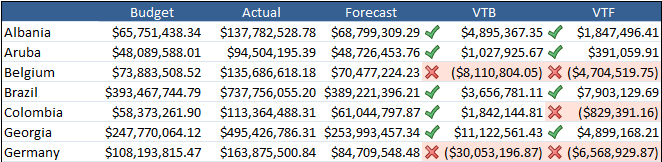 Budget Actual Forecast VTB VTF
Albania $65,751,438.34 $137,782,528.78 $68,799,309.29 $4,895,367.35 $1,847,496.41
Aruba $48,089,588.01 $94,504,195.39 $48,726,453.76 $1,027,925.67 $391,059.91
Belgium $73,883,508.52 $135,686,618.18 $70,477,224.23 ($8,110,804.05) ($4,704,519.75)
Brazil $393,467,744.79 $737,756,055.20 $389,221,396.21 $3,656,781.11 $7,903,129.69
Colombia $58,373,261.90 $113,364,488.31 $61,044,797.87 $1,842,144.81 ($829,391.16)
Georgia $247,770,064.12 $495,426,786.31 $253,993,457.34 $11,122,561.43 $4,899,168.21
Germany $108,193,815.47 $163,875,500.84 $84,709,548.48 ($30,053,196.87) ($6,568,929.87)